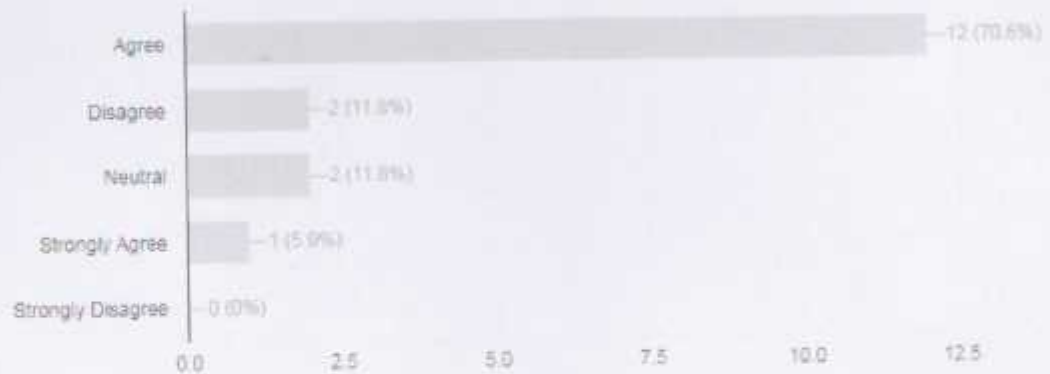 Agree 12 (70.6%)
Disagree 2 (11.8%)
Neutral 2 (11.8%)
Strongly Agree 1 (5.9%)
Strongly Disagree 0 (0%)
0.0 2.5 5.0 7.5 10.0 12.5